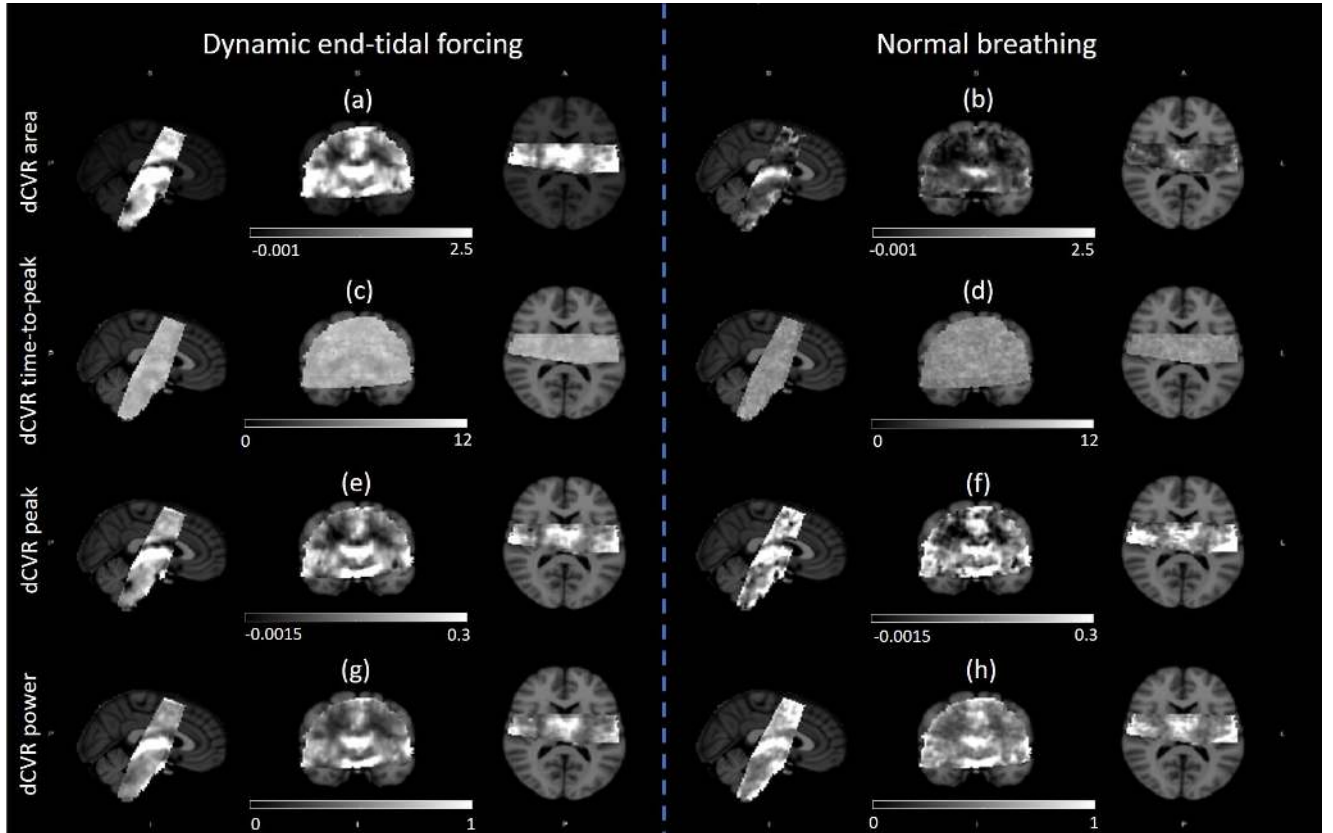 Dynamic end-tidal forcing
Normal breathing
dCVR area
(a)
(b)
A
-0.001
2.5
-0.001
2.5
L
dCVR time-to-peak
(c)
(d)
0
12
0
12
L
dCVR peak
(e)
(f)
-0.0015
0.3
-0.0015
0.3
L
dCVR power
(g)
(h)
0
1
0
1